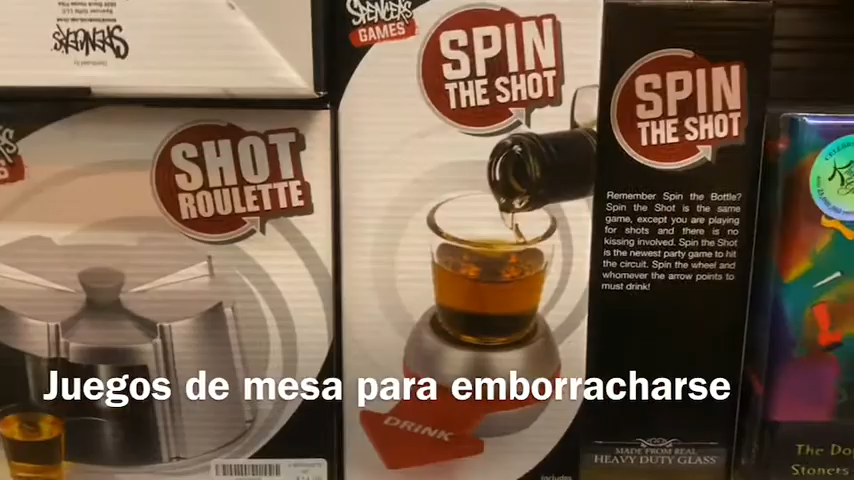 SPENCER'S
SPENCER'S
GAMES
SPIN
THE SHOT
SHOT
ROULETTE
SPIN
THE SHOT
Remember Spin the Bottle?
Spin the Shot is the same
game, except you are playing
for shots and there is no
kissing involved. Spin the Shot
is the newest party game to hit
the circuit. Spin the wheel and
whomever the arrow points to
must drink!
Juegos de mesa para emborracharse
DRINK
MADE FROM REAL
HEAVY DUTY GLASS
includes
The Do
Stoners